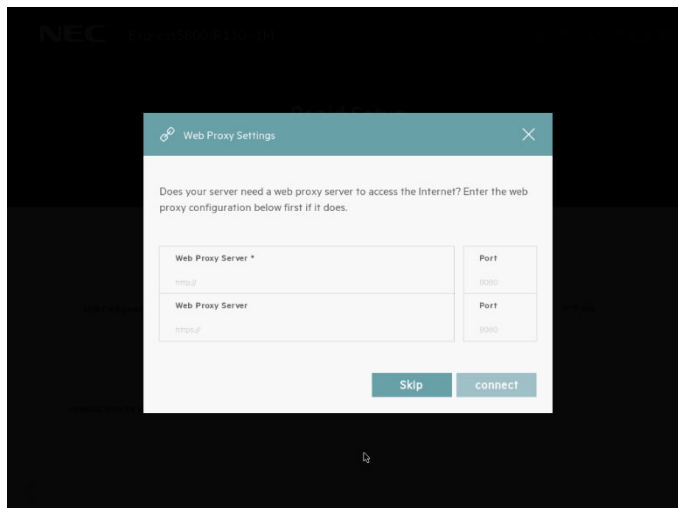 NEC
Web Proxy Settings
Does your server need a web proxy server to access the Internet? Enter the web
proxy configuration below first if it does.
Web Proxy Server * Port
http:// 8080
Web Proxy Server Port
https:// 8080
Skip connect